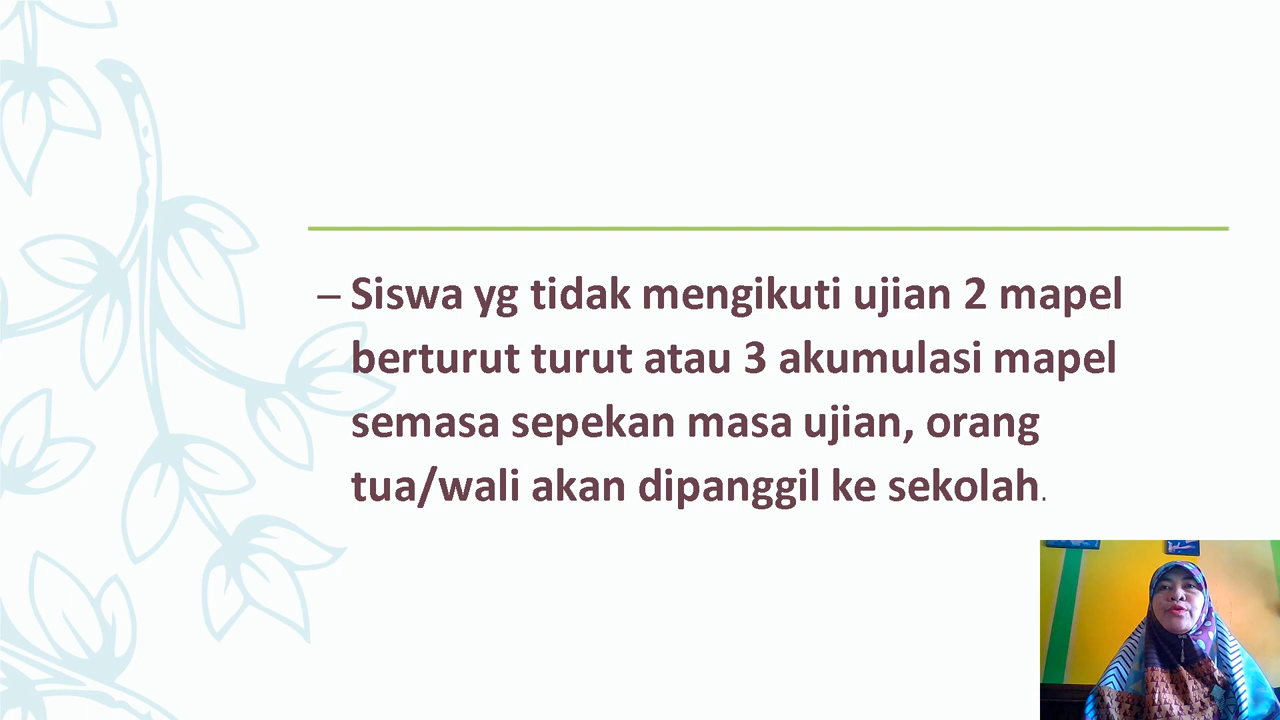 – Siswa yg tidak mengikuti ujian 2 mapel
berturut turut atau 3 akumulasi mapel
semasa sepekan masa ujian, orang
tua/wali akan dipanggil ke sekolah.